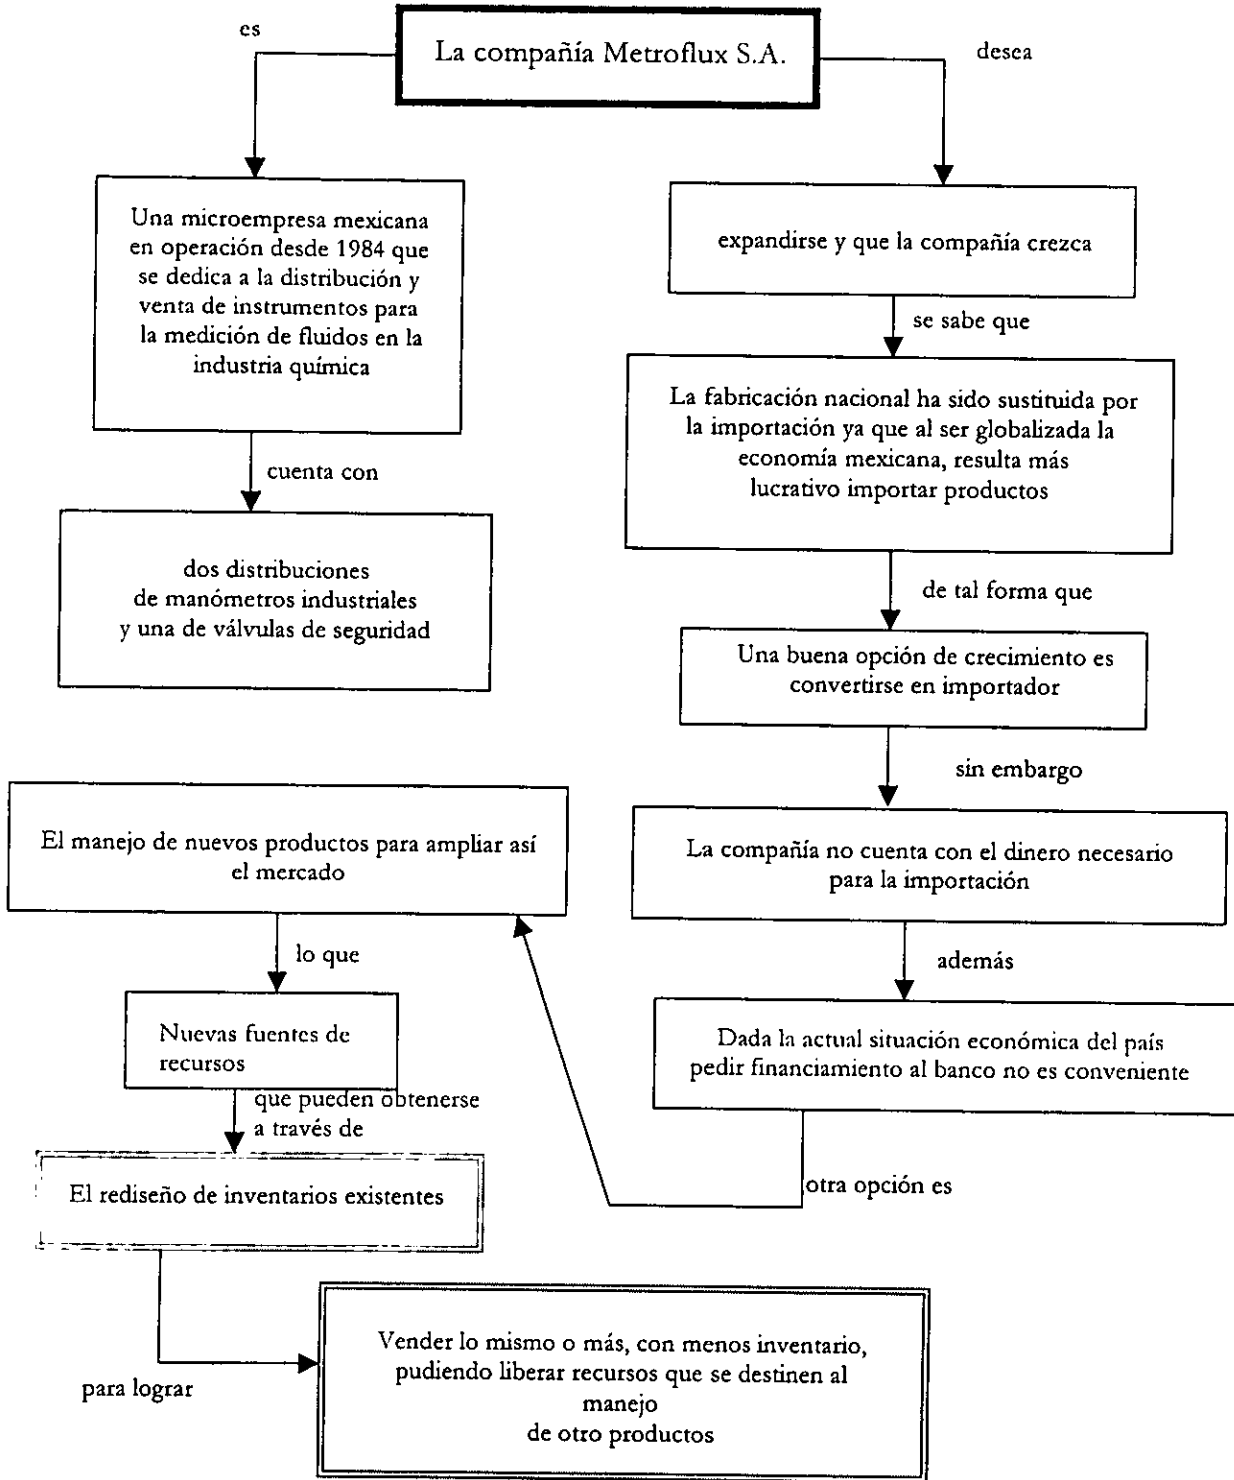 es
La compañía Metroflux S.A.
desea
Una microempresa mexicana
en operación desde 1984 que
se dedica a la distribución y
venta de instrumentos para
la medición de fluidos en la
industria química
cuenta con
dos distribuciones
de manómetros industriales
y una de válvulas de seguridad
expandirse y que la compañía crezca
se sabe que
La fabricación nacional ha sido sustituida por
la importación ya que al ser globalizada la
economía mexicana, resulta más
lucrativo importar productos
de tal forma que
Una buena opción de crecimiento es
convertirse en importador
sin embargo
La compañía no cuenta con el dinero necesario
para la importación
además
Dada la actual situación económica del país
pedir financiamiento al banco no es conveniente
otra opción es
El manejo de nuevos productos para ampliar así
el mercado
lo que
Nuevas fuentes de
recursos
que pueden obtenerse
a través de
El rediseño de inventarios existentes
para lograr
Vender lo mismo o más, con menos inventario,
pudiendo liberar recursos que se destinen al
manejo
de otro productos